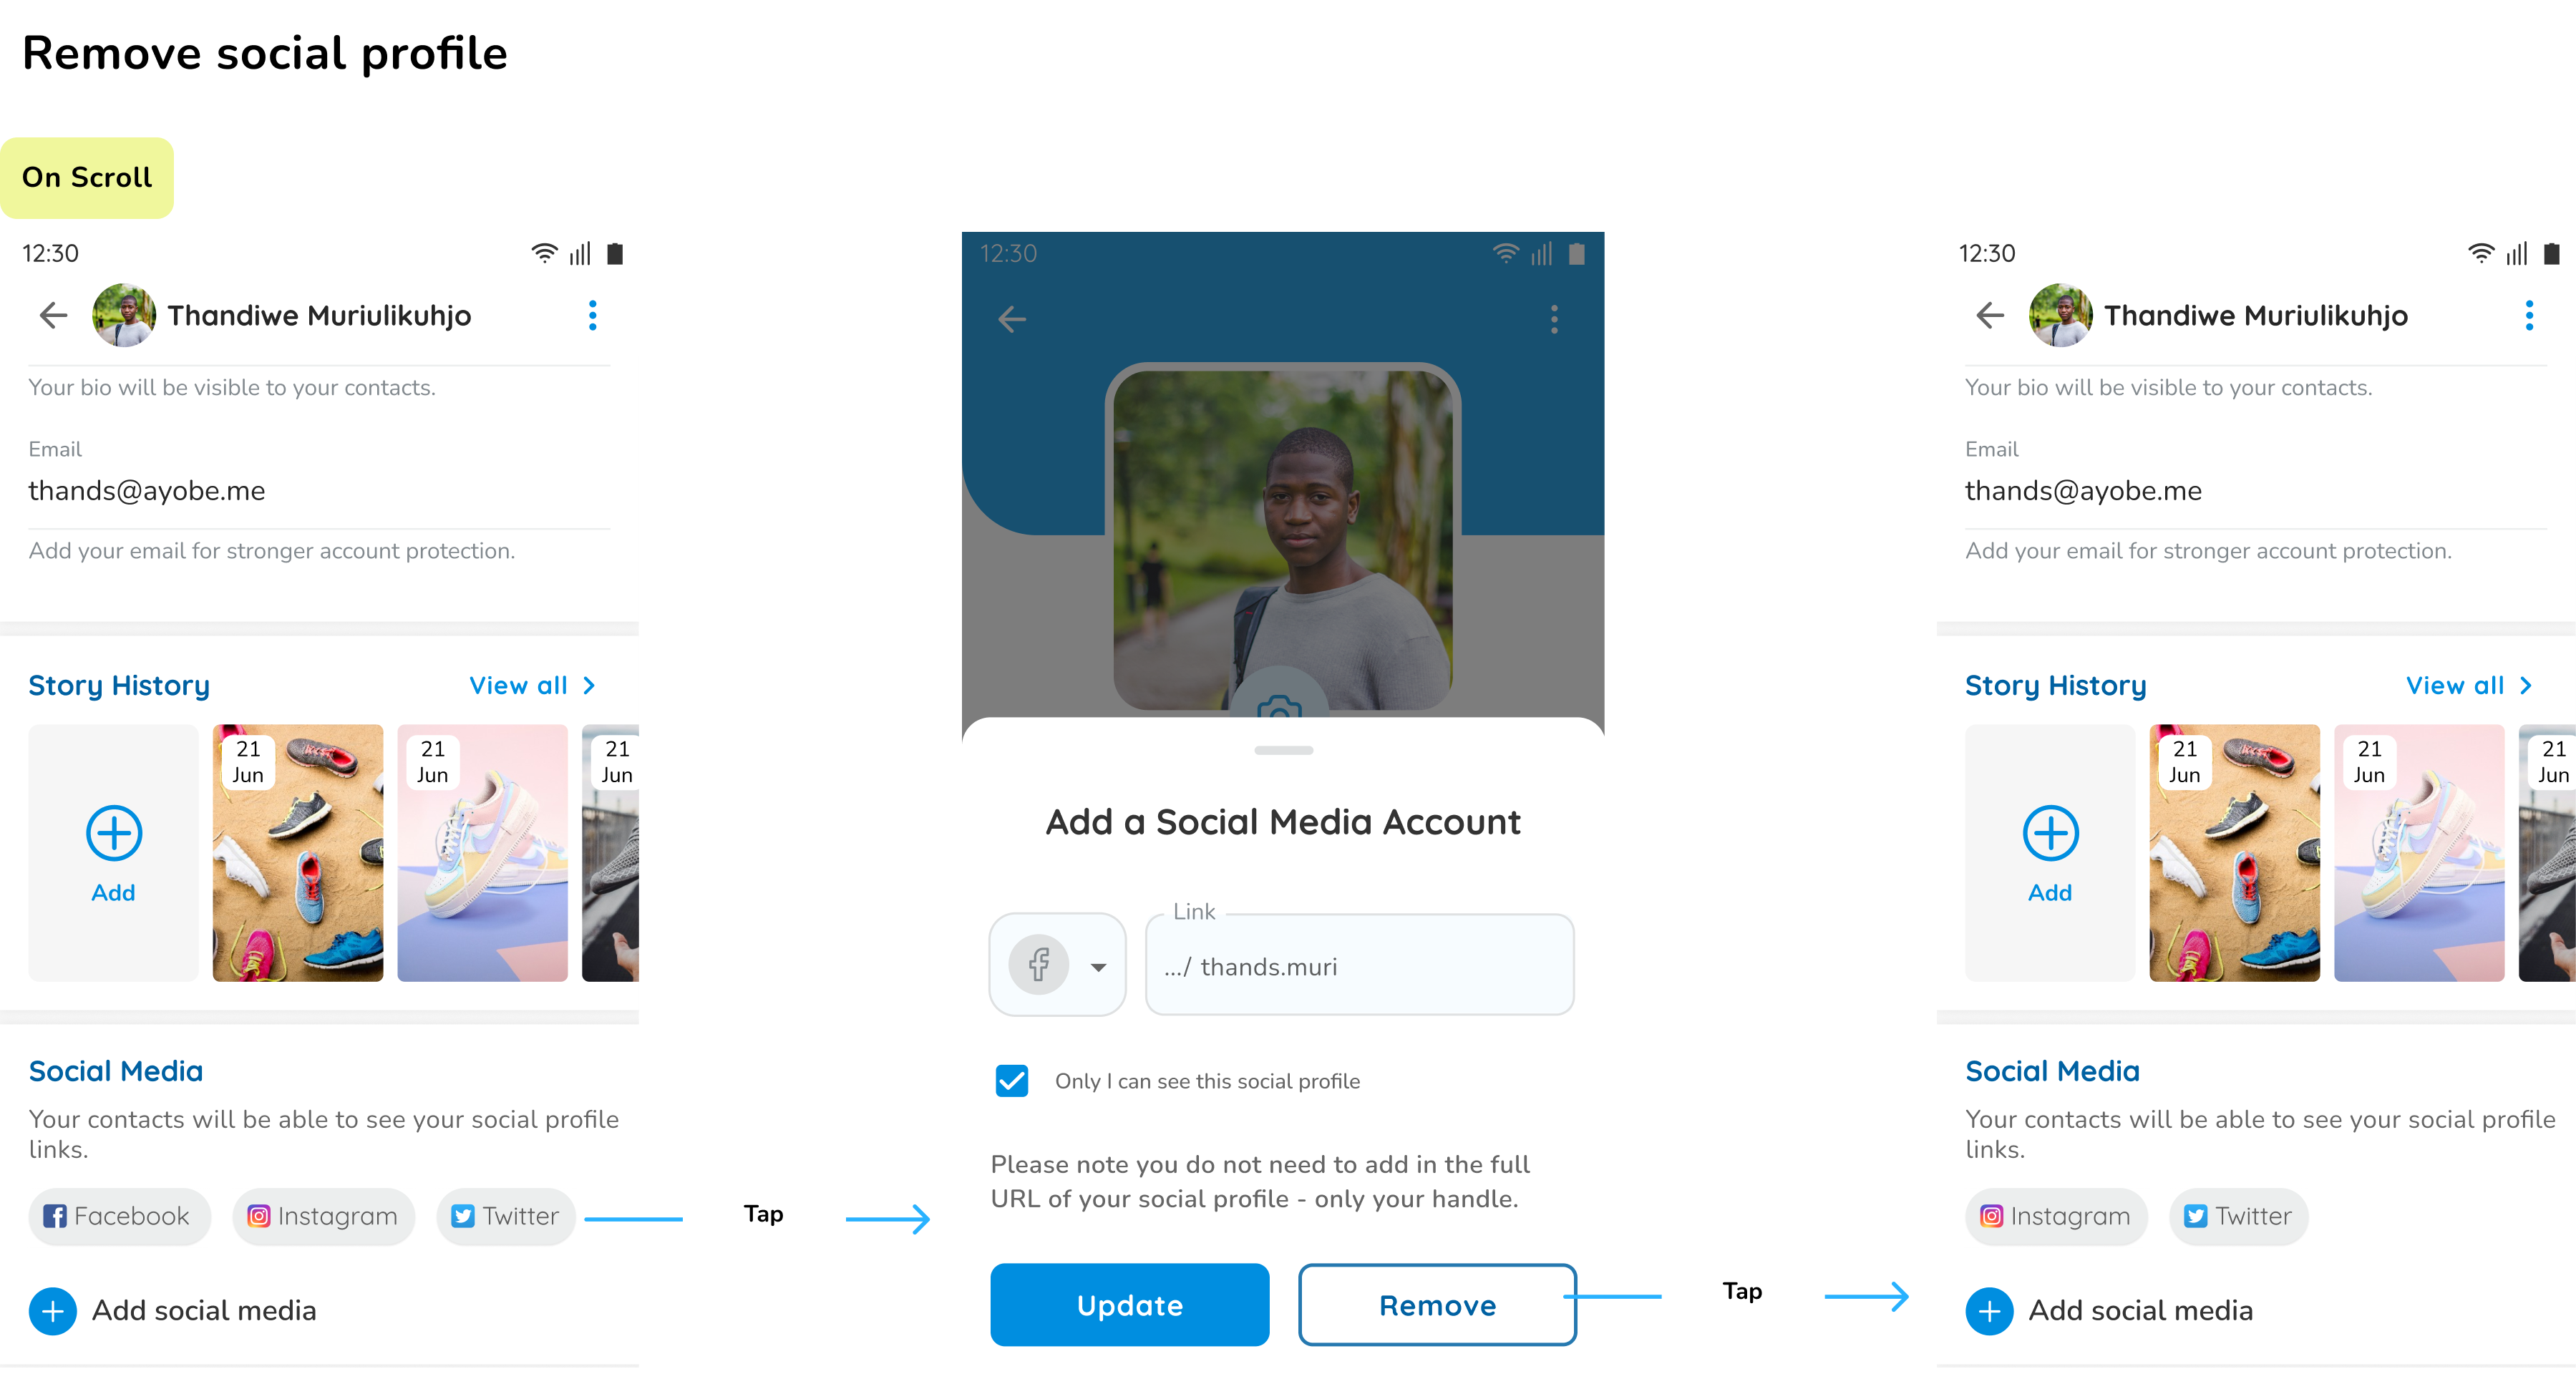 Remove social profile
On Scroll
12:30
Thandiwe Muriulikuhjo
Your bio will be visible to your contacts.
Email
thands@ayobe.me
Add your email for stronger account protection.
Story History
View all
Add
21
Jun
21
Jun
21
Jun
Social Media
Your contacts will be able to see your social profile
links.
Facebook
Instagram
Twitter
Add social media
Tap
12:30
Add a Social Media Account
Link
.../ thands.muri
Only I can see this social profile
Please note you do not need to add in the full
URL of your social profile - only your handle.
Update
Remove
Tap
12:30
Thandiwe Muriulikuhjo
Your bio will be visible to your contacts.
Email
thands@ayobe.me
Add your email for stronger account protection.
Story History
View all
Add
21
Jun
21
Jun
21
Jun
Social Media
Your contacts will be able to see your social profile
links.
Instagram
Twitter
Add social media